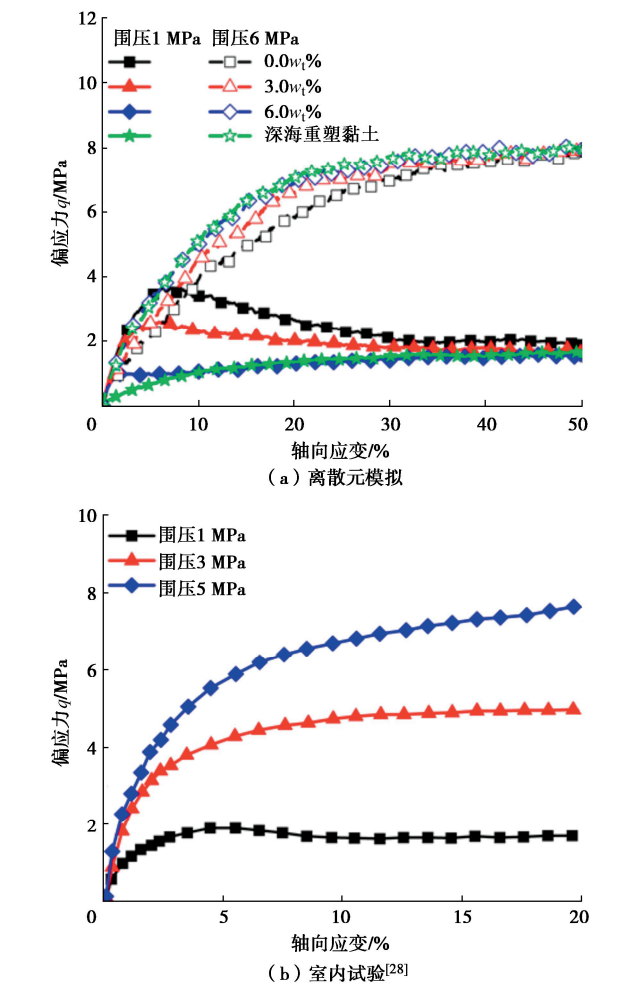 12
10
8
6
4
2
0
偏应力q/MPa
围压1 MPa 围压6 MPa
0.0wt%
3.0wt%
6.0wt%
深海重塑黏土
10 20 30 40 50
轴向应变/%
（a）离散元模拟
10
8
6
4
2
0
偏应力q/MPa
围压1 MPa
围压3 MPa
围压5 MPa
5 10 15 20
轴向应变/%
（b）室内试验[28]